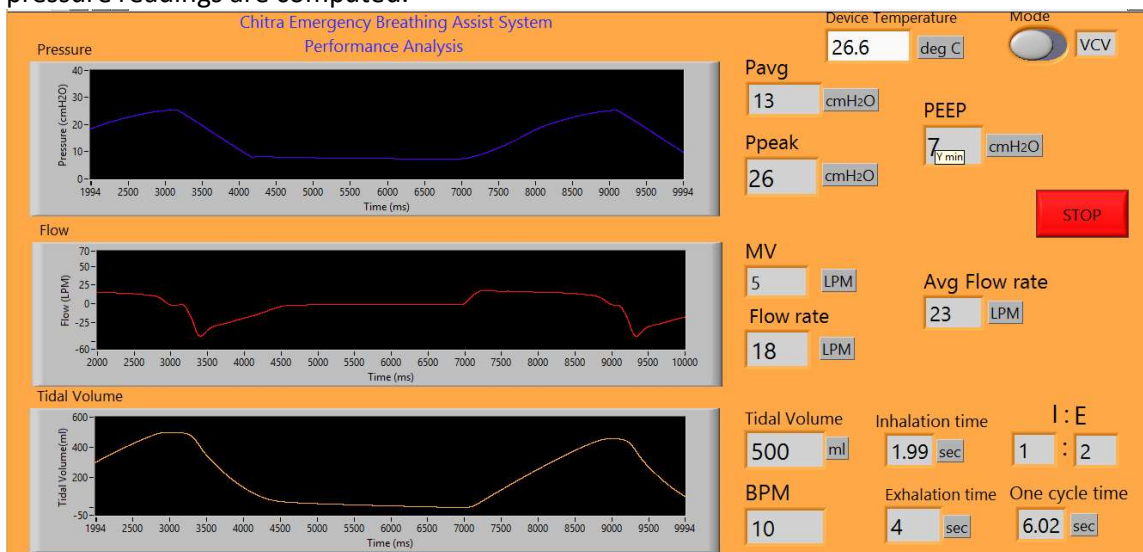 pressure readings are computed.
Chitra Emergency Breathing Assist System
Performance Analysis
Device Temperature
26.6 deg C
Mode
VCV
Pressure
Pressure (cmH2O)
40
30
20
10
0
1994 2500 3000 3500 4000 4500 5000 5500 6000 6500 7000 7500 8000 8500 9000 9500 9994
Time (ms)
Pavg
13 cmH2O
PEEP
7 cmH2O
Y min
Ppeak
26 cmH2O
STOP
Flow
Flow (LPM)
70
50
25
0
-25
-60
2000 2500 3000 3500 4000 4500 5000 5500 6000 6500 7000 7500 8000 8500 9000 9500 10000
Time (ms)
MV
5 LPM
Avg Flow rate
23 LPM
Flow rate
18 LPM
Tidal Volume
Tidal Volume(ml)
600
400
200
-50
1994 2500 3000 3500 4000 4500 5000 5500 6000 6500 7000 7500 8000 8500 9000 9500 9994
Time (ms)
Tidal Volume
500 ml
Inhalation time
1.99 sec
I : E
1 : 2
BPM
10
Exhalation time
4 sec
One cycle time
6.02 sec